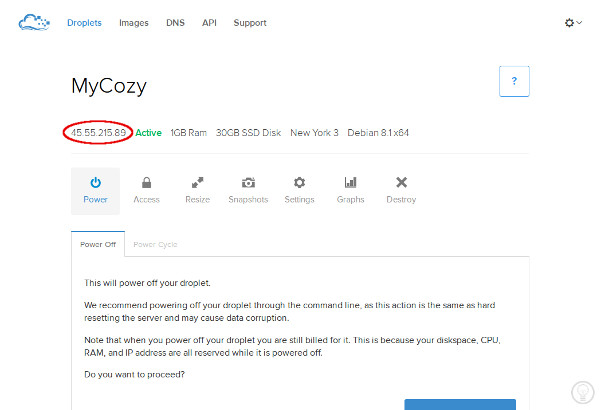 Droplets Images DNS API Support
MyCozy
?
45.55.215.89 Active 1GB Ram 30GB SSD Disk New York 3 Debian 8.1 x64
Power Access Resize Snapshots Settings Graphs Destroy
Power Off Power Cycle
This will power off your droplet.
We recommend powering off your droplet through the command line, as this action is the same as hard
resetting the server and may cause data corruption.
Note that when you power off your droplet you are still billed for it. This is because your diskspace, CPU,
RAM, and IP address are all reserved while it is powered off.
Do you want to proceed?